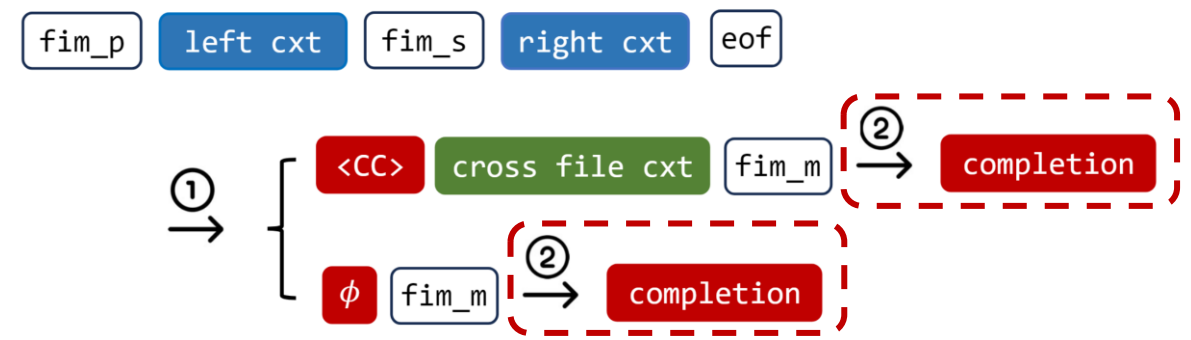 fim_p left cxt fim_s right cxt eof
① <CC> cross file cxt fim_m ② completion
ϕ fim_m ② completion